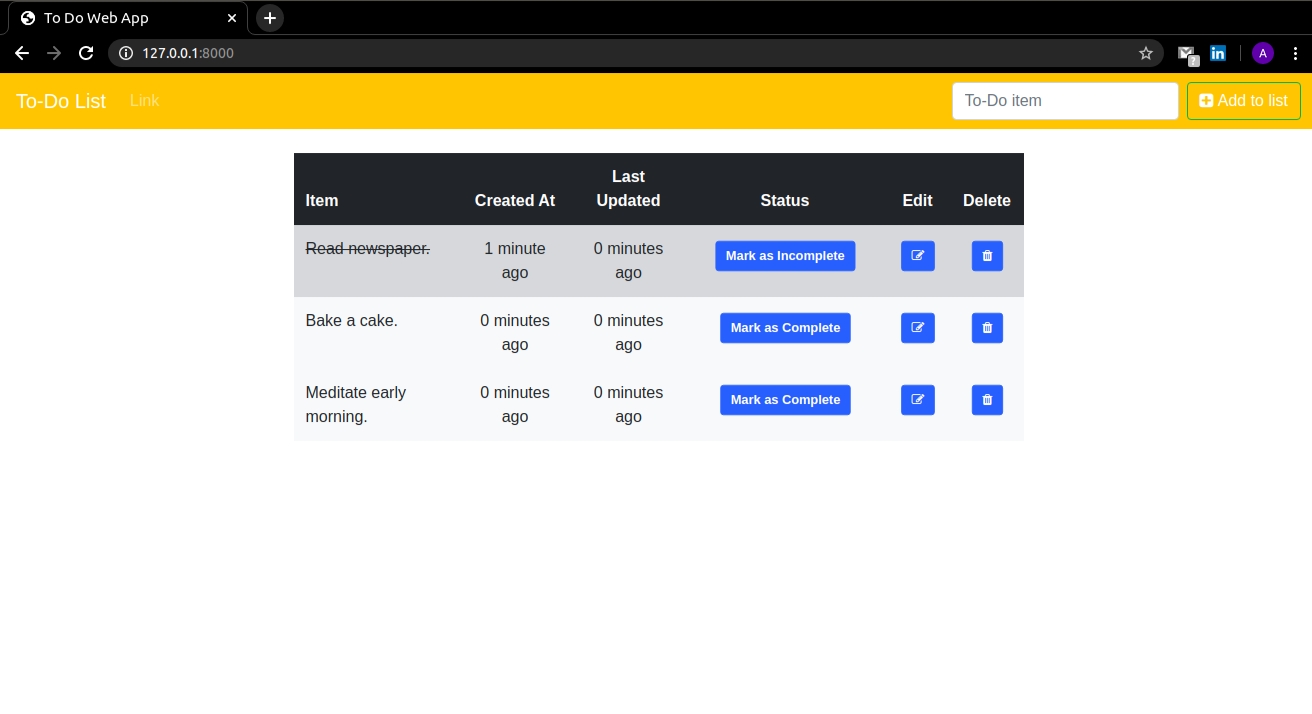 To Do Web App
127.0.0.1:8000
A
To-Do List Link To-Do item Add to list
Item Created At Last Updated Status Edit Delete
Read newspaper. 1 minute ago 0 minutes ago Mark as Incomplete
Bake a cake. 0 minutes ago 0 minutes ago Mark as Complete
Meditate early morning. 0 minutes ago 0 minutes ago Mark as Complete